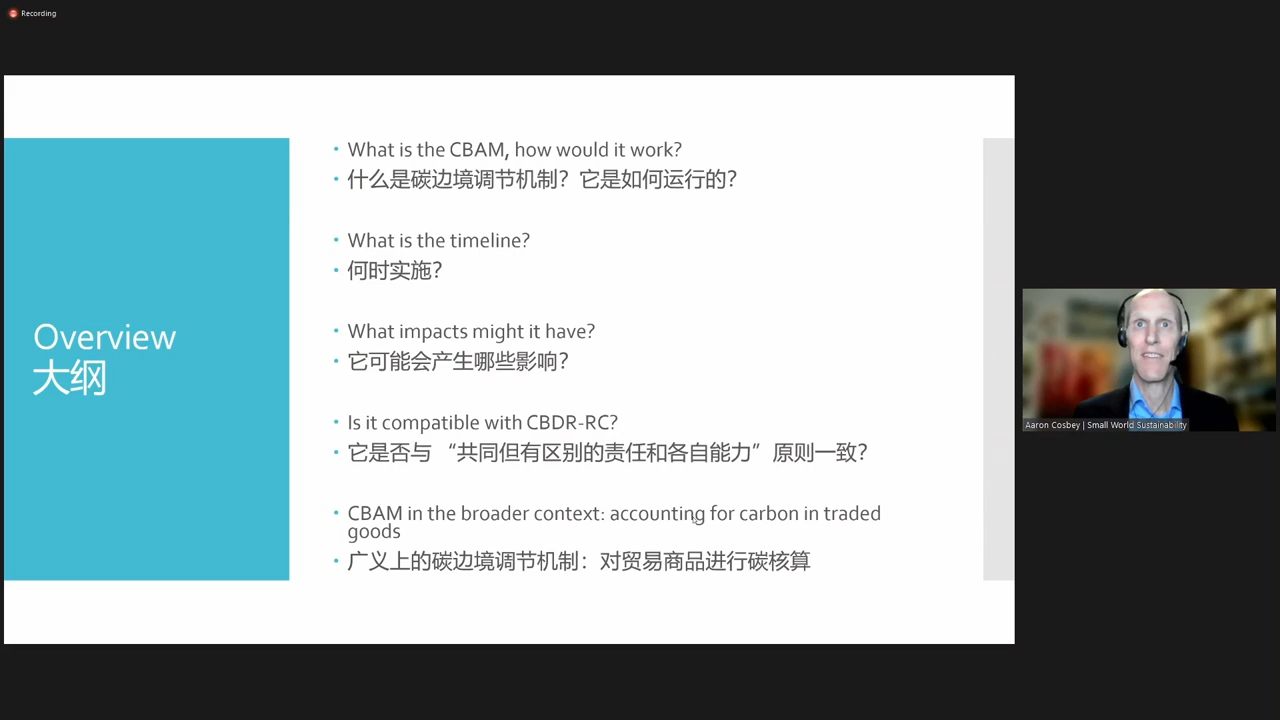 Recording
Overview
大纲
• What is the CBAM, how would it work?
• 什么是碳边境调节机制？它是如何运行的？
• What is the timeline?
• 何时实施？
• What impacts might it have?
• 它可能会产生哪些影响？
• Is it compatible with CBDR-RC?
• 它是否与 “共同但有区别的责任和各自能力” 原则一致？
• CBAM in the broader context: accounting for carbon in traded
goods
• 广义上的碳边境调节机制：对贸易商品进行碳核算
Aaron Cosbey | Small World Sustainability